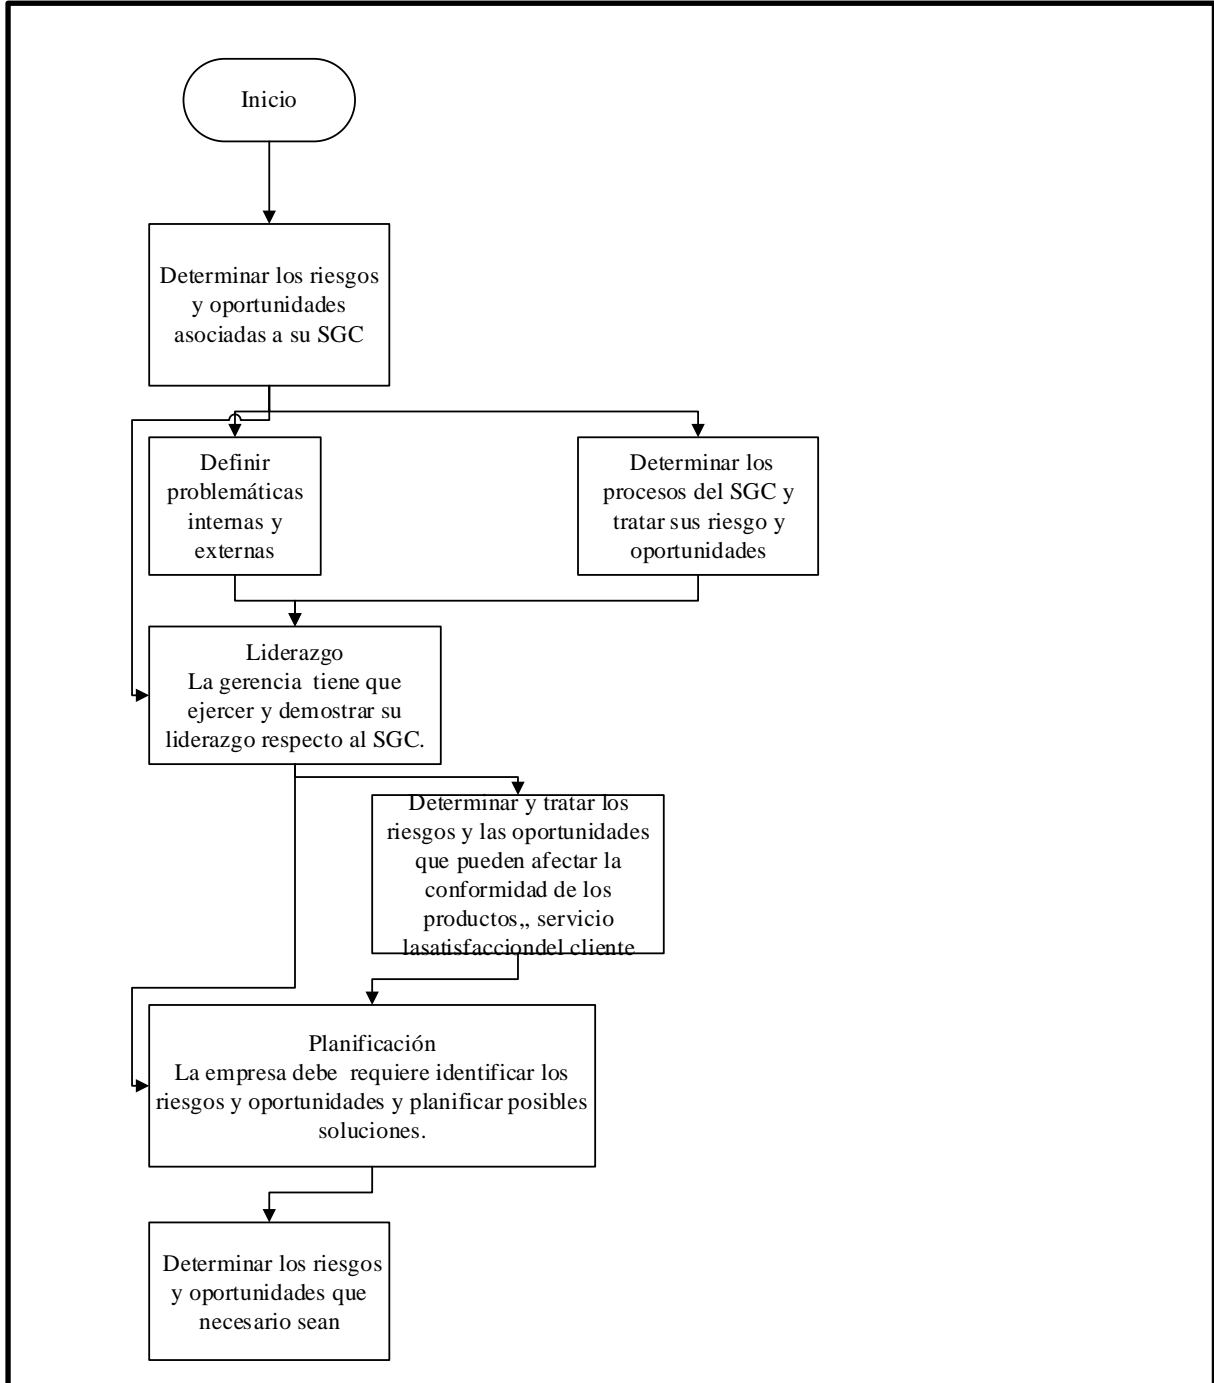 Inicio
Determinar los riesgos
y oportunidades
asociadas a su SGC
Definir
problemáticas
internas y
externas
Determinar los
procesos del SGC y
tratar sus riesgo y
oportunidades
Liderazgo
La gerencia tiene que
ejercer y demostrar su
liderazgo respecto al SGC.
Determinar y tratar los
riesgos y las oportunidades
que pueden afectar la
conformidad de los
productos,, servicio
lasatisfacciondel cliente
Planificación
La empresa debe requiere identificar los
riesgos y oportunidades y planificar posibles
soluciones.
Determinar los riesgos
y oportunidades que
necesario sean